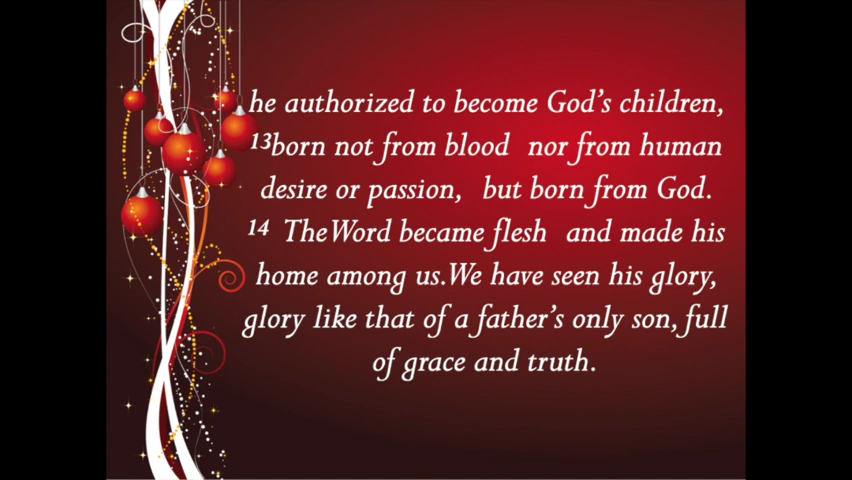 he authorized to become God's children,
¹³born not from blood nor from human
desire or passion, but born from God.
¹⁴ The Word became flesh and made his
home among us. We have seen his glory,
glory like that of a father's only son, full
of grace and truth.